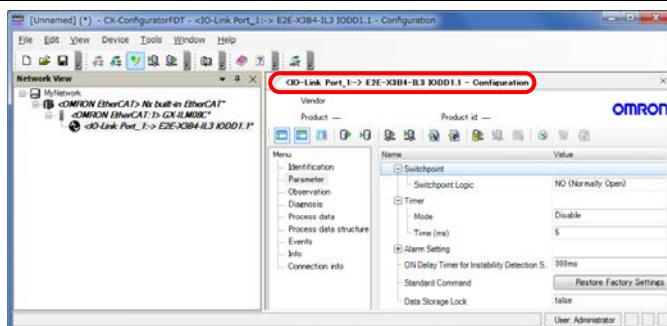 [Unnamed] (*) - CX-ConfiguratorFDT - <IO-Link Port_1:-> E2E-X3B4-IL3 IODD1.1 - Configuration
File Edit View Device Tools Window Help
Network View
<IO-Link Port_1:-> E2E-X3B4-IL3 IODD1.1 - Configuration
MyNetwork
<OMRON EtherCAT> Nx built-in EtherCAT*
<OMRON EtherCAT:1> GX-ILM08C*
<IO-Link Port_1:-> E2E-X3B4-IL3 IODD1.1*
Vendor
Product —
Product id —
OMRON
Menu
Identification
Parameter
Observation
Diagnosis
Process data
Process data structure
Events
Info
Connection info
Name Value
Switchpoint
Switchpoint Logic NO (Normally Open)
Timer
Mode Disable
Time (ms) 5
Alarm Setting
ON Delay Timer for Instability Detection S.. 300ms
Standard Command Restore Factory Settings
Data Storage Lock false
User: Administrator